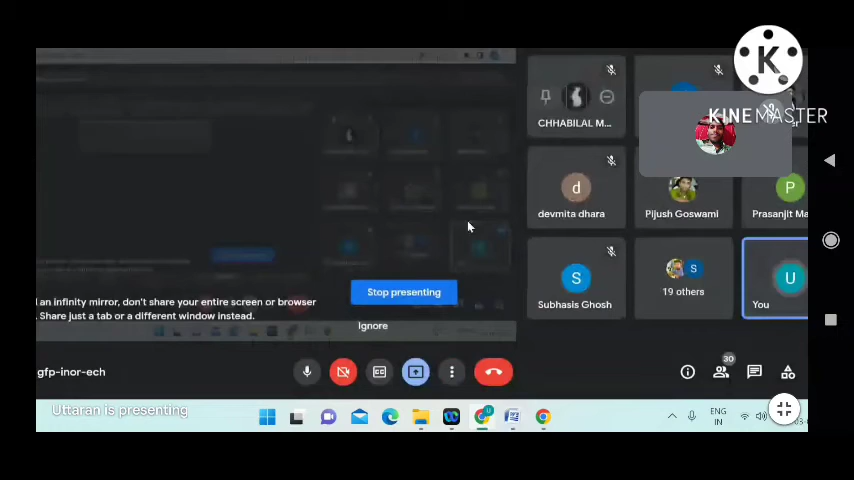 K
KINEMASTER
CHHABILAL M...
d
devmita dhara
Pijush Goswami
P
Prasanjit Ma
S
Subhasis Ghosh
S
19 others
U
You
l an infinity mirror, don't share your entire screen or browser
. Share just a tab or a different window instead.
Stop presenting
Ignore
gfp-inor-ech
30
Uttaran is presenting
ENG
IN